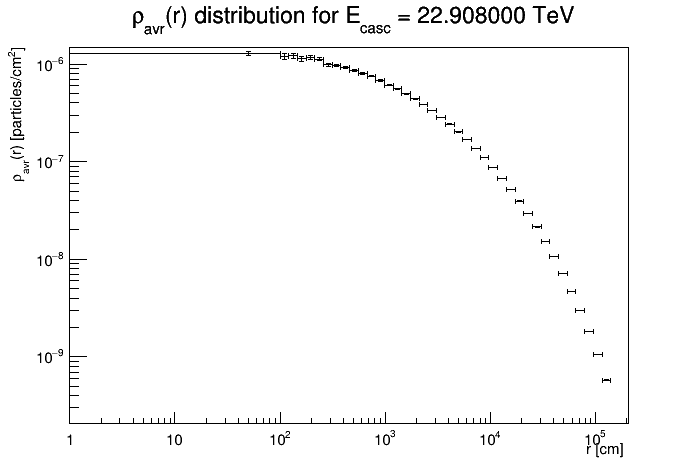 ρavr(r) distribution for Ecasc = 22.908000 TeV
ρavr(r) [particles/cm2]
10−6
10−7
10−8
10−9
1 10 102 103 104 105
r [cm]